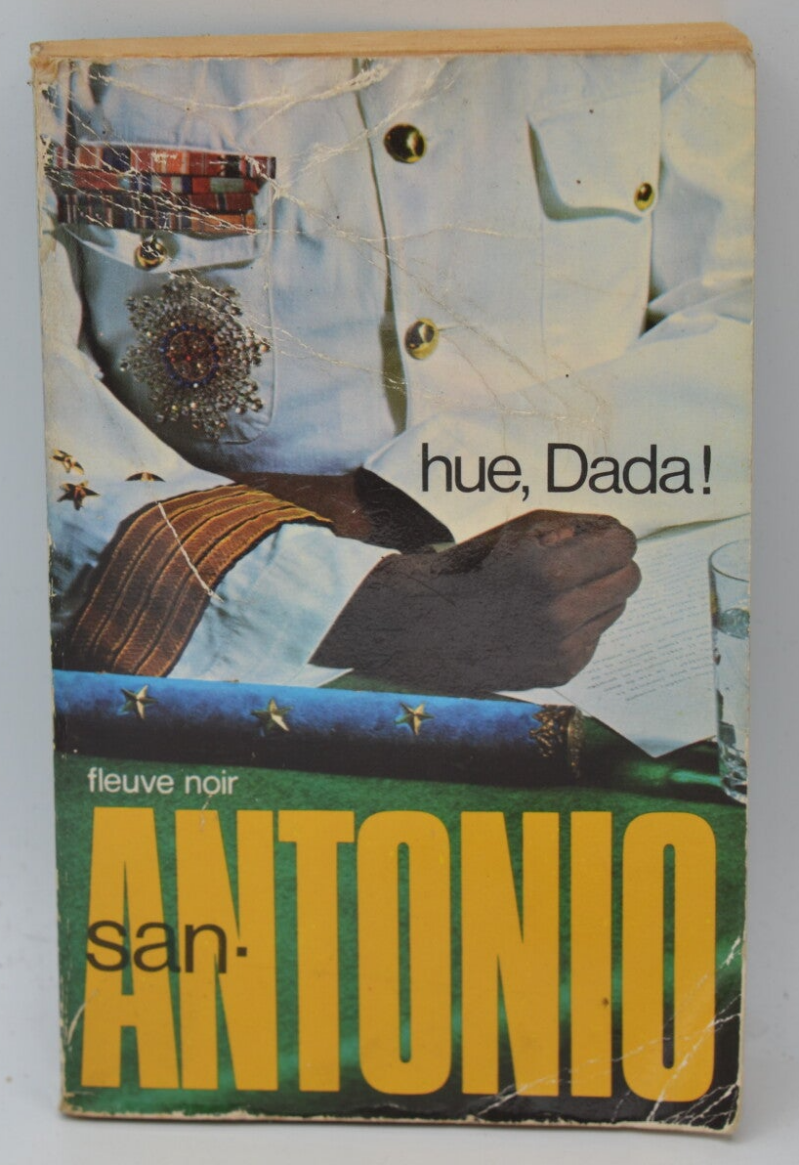 hue, Dada!
fleuve noir
ANTONIO
san-